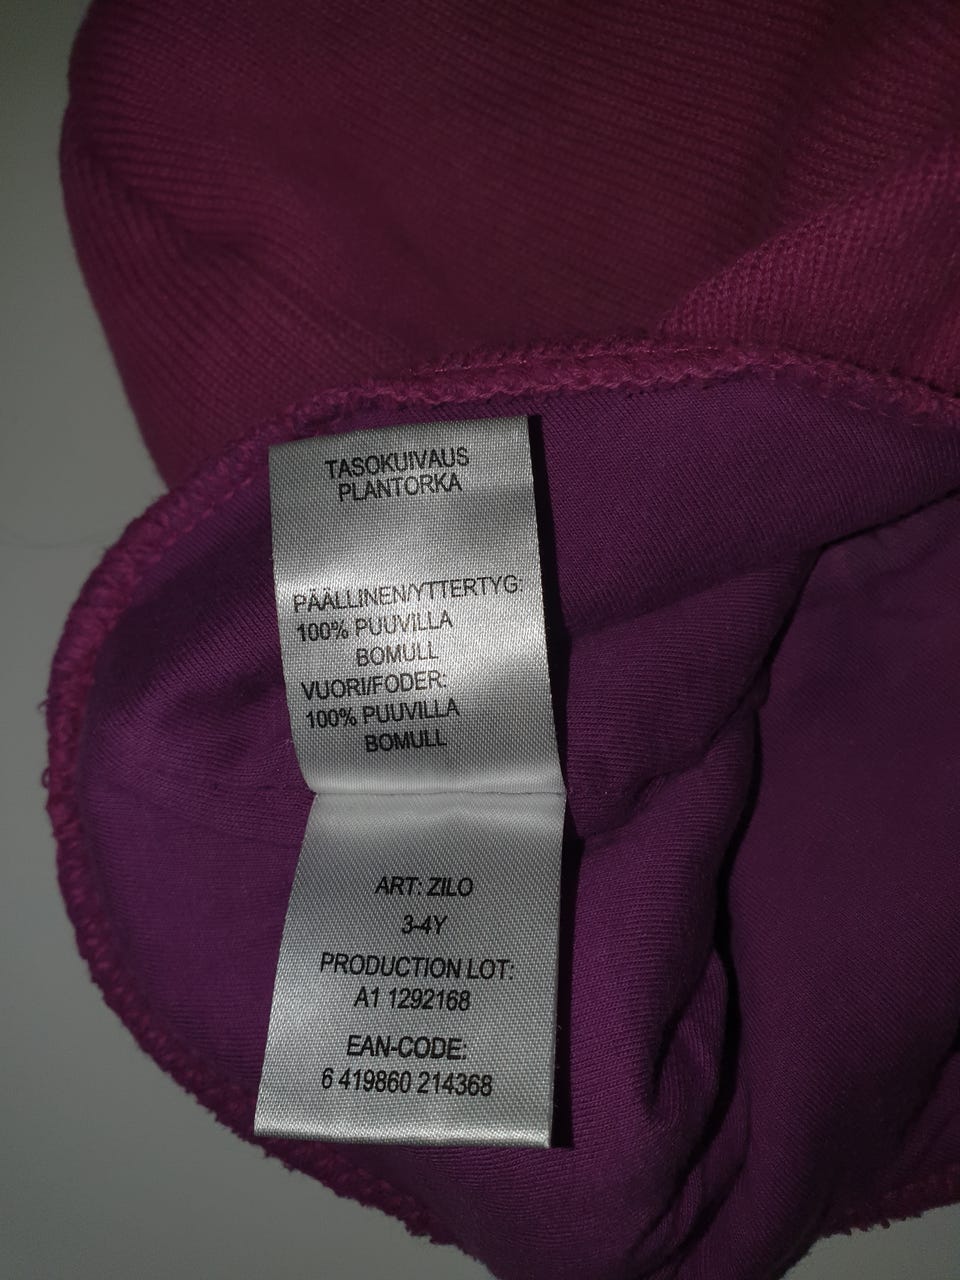 TASOKUIVAUS
PLANTORKA
PÄÄLLINEN/YTTERTYG:
100% PUUVILLA
BOMULL
VUORI/FODER:
100% PUUVILLA
BOMULL
ART: ZILO
3-4Y
PRODUCTION LOT:
A1 1292168
EAN-CODE:
6 419860 214368